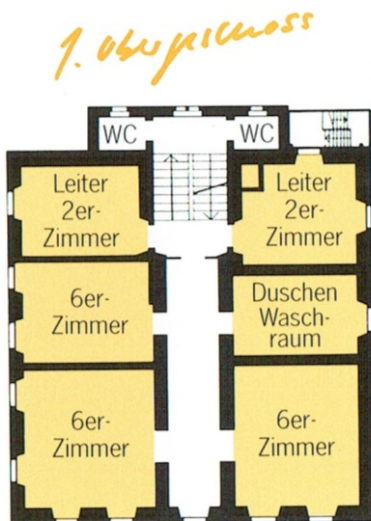 1. Obergeschoss
WC
WC
Leiter
2er-
Zimmer
Leiter
2er-
Zimmer
6er-
Zimmer
Duschen
Wasch-
raum
6er-
Zimmer
6er-
Zimmer